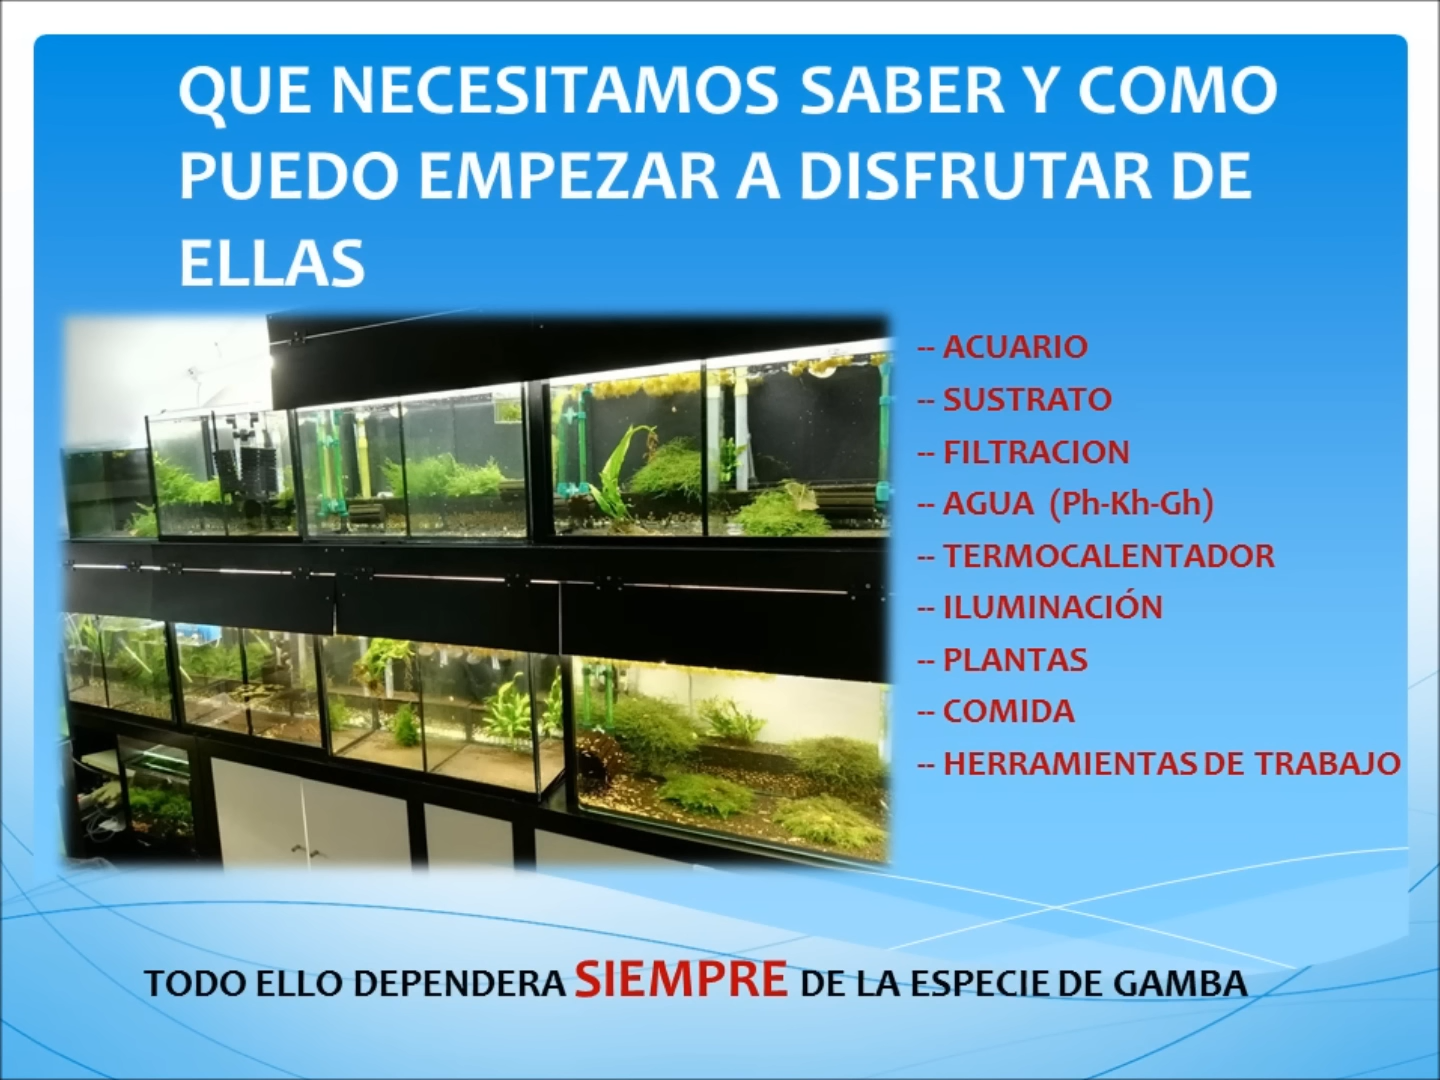 QUE NECESITAMOS SABER Y COMO
PUEDO EMPEZAR A DISFRUTAR DE
ELLAS
-- ACUARIO
-- SUSTRATO
-- FILTRACION
-- AGUA (Ph-Kh-Gh)
-- TERMOCALENTADOR
-- ILUMINACIÓN
-- PLANTAS
-- COMIDA
-- HERRAMIENTAS DE TRABAJO
TODO ELLO DEPENDERA SIEMPRE DE LA ESPECIE DE GAMBA